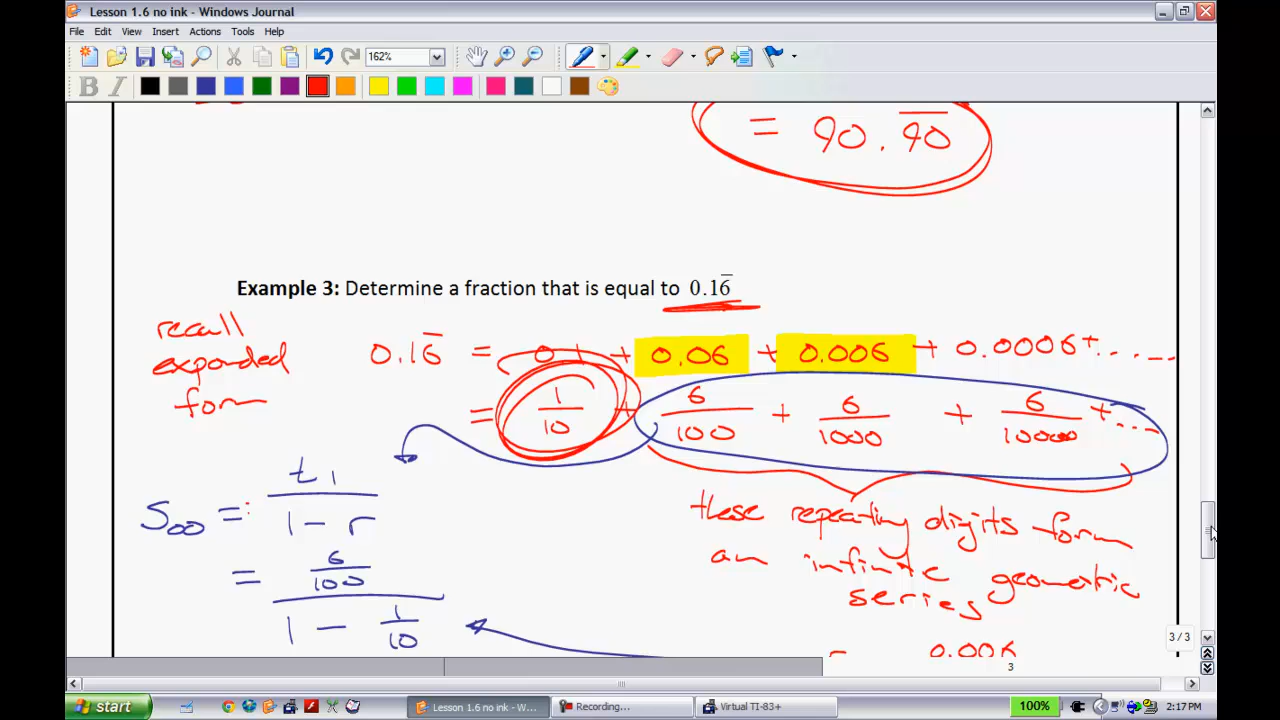 Lesson 1.6 no ink - Windows Journal
File Edit View Insert Actions Tools Help
162%
B I
= 90.9̅0̅
Example 3: Determine a fraction that is equal to 0.16̅
recall
expanded
form
0.16̅ = 0.1 + 0.06 + 0.006 + 0.0006 + ......
= 1/10 + 6/100 + 6/1000 + 6/10000 + ...
S∞ = t1 / (1 - r)
= (6/100) / (1 - 1/10)
these repeating digits form
an infinite geometric
series
0.006
3/3
3
start
Lesson 1.6 no ink - W...
Recording...
Virtual TI-83+
100%
2:17 PM